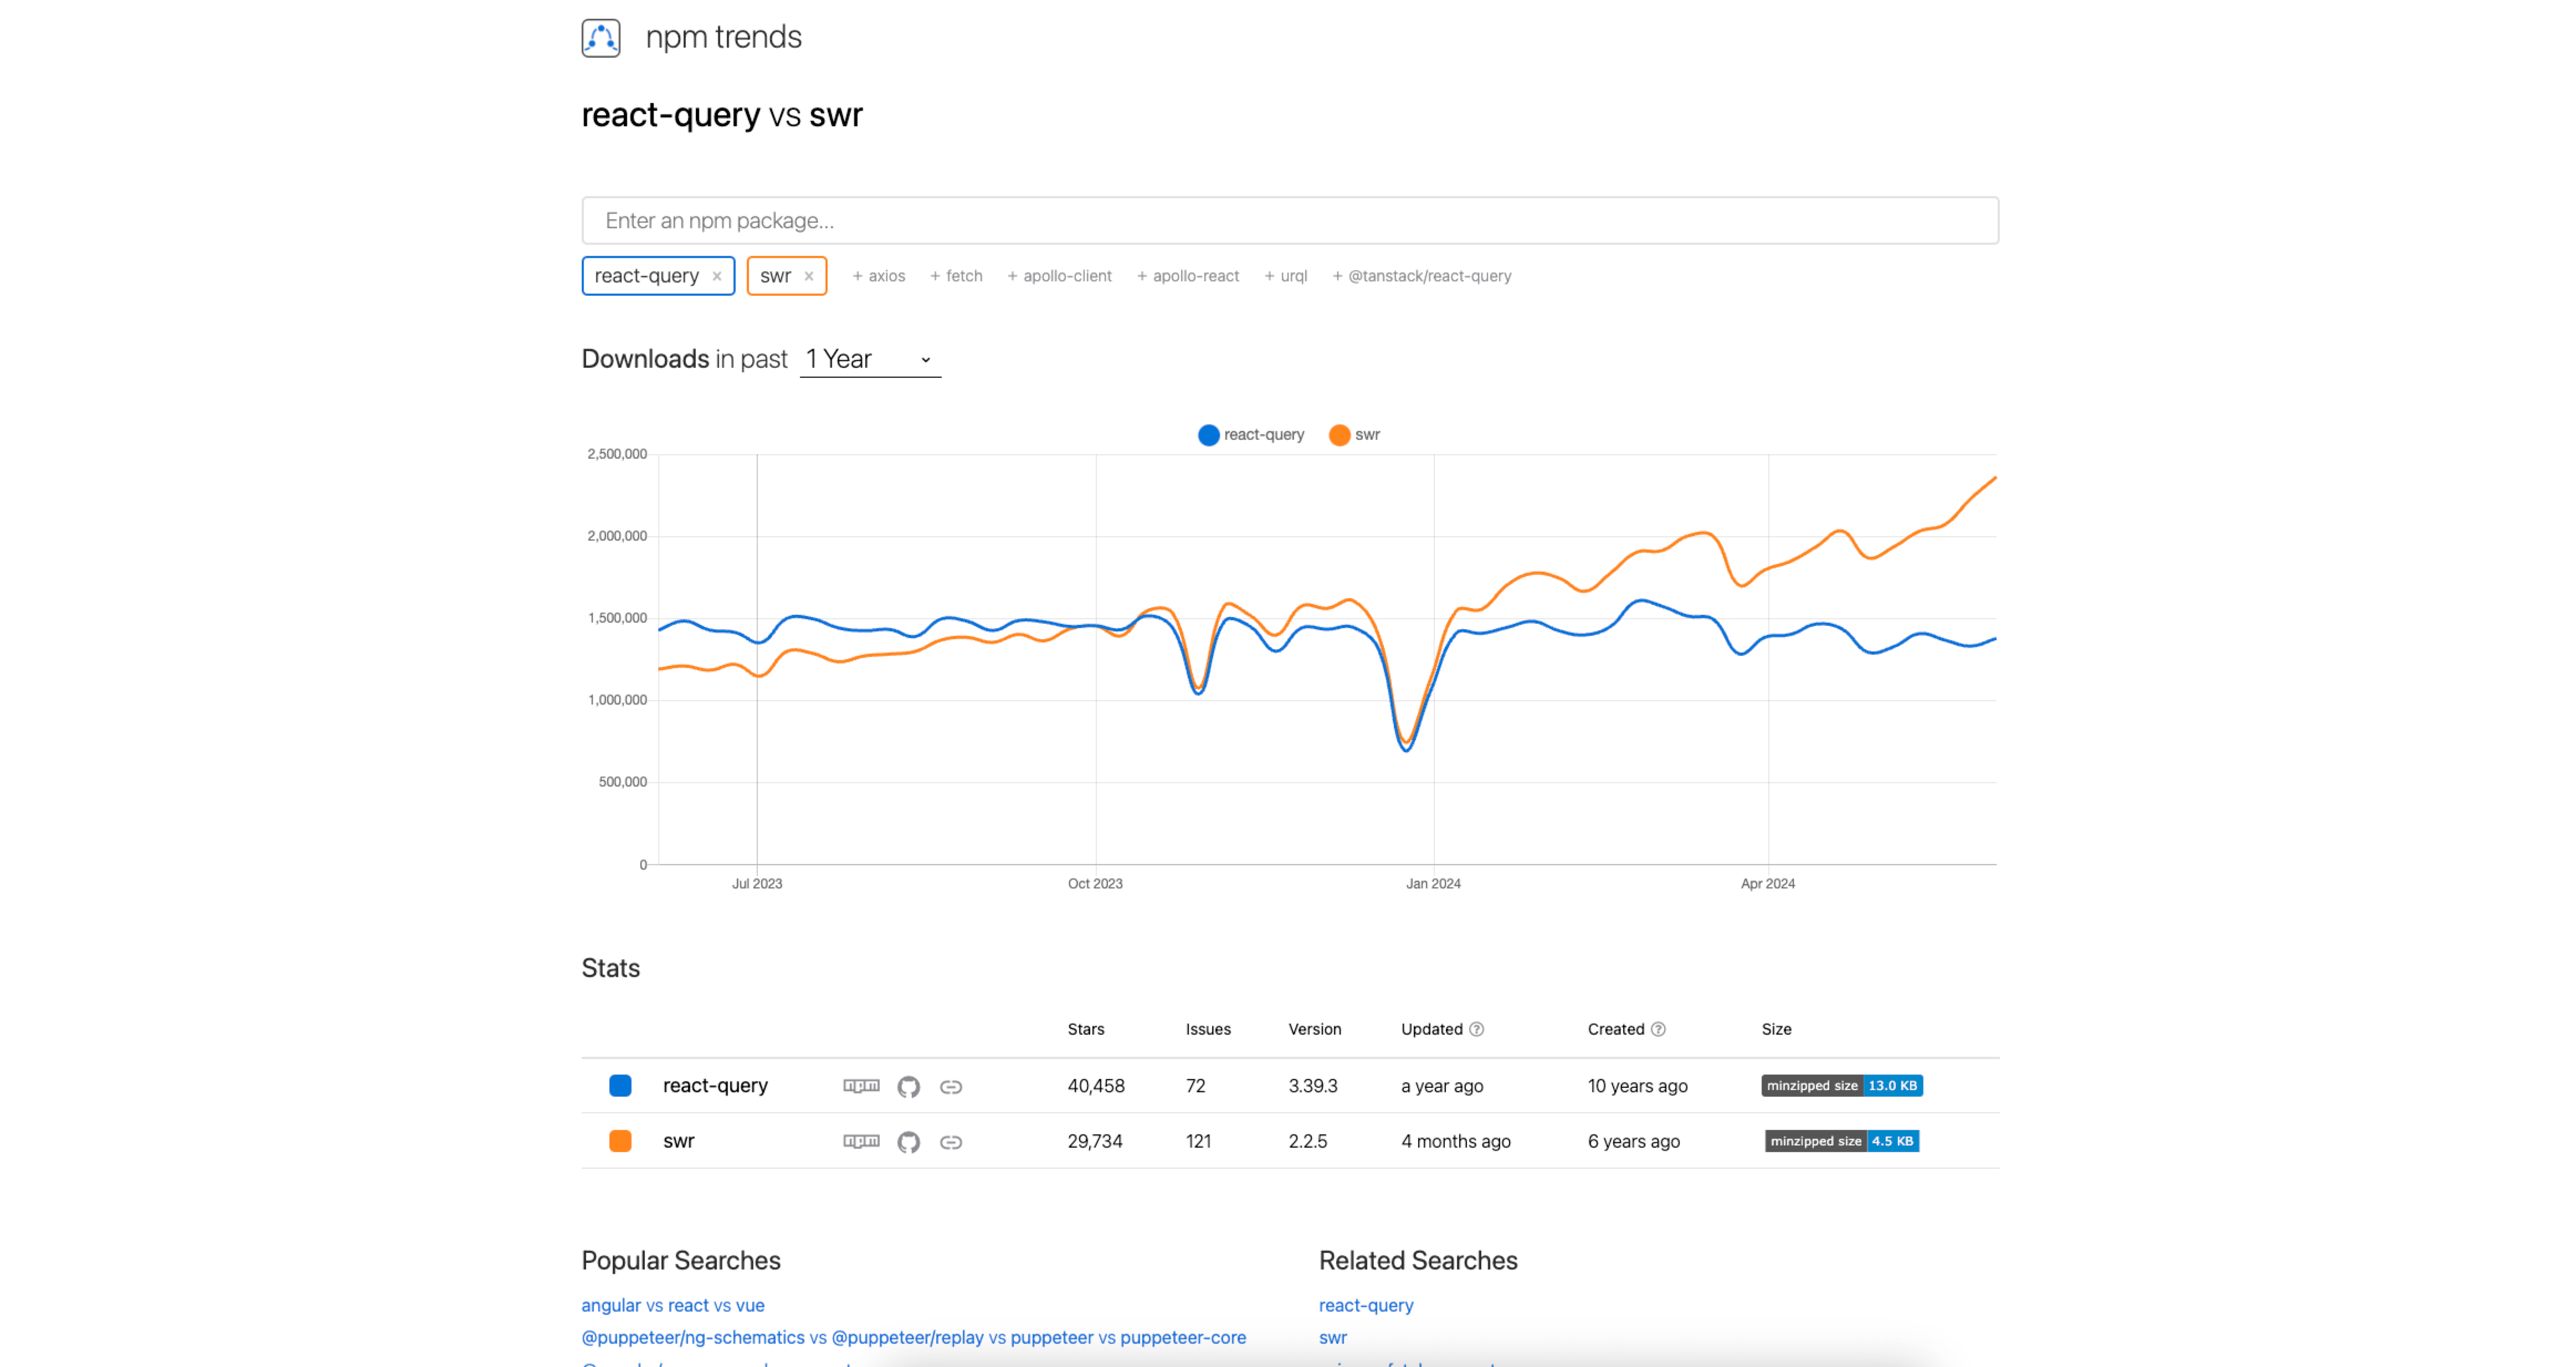 npm trends
react-query vs swr
Enter an npm package...
react-query × swr × + axios + fetch + apollo-client + apollo-react + urql + @tanstack/react-query
Downloads in past 1 Year
react-query swr
2,500,000
2,000,000
1,500,000
1,000,000
500,000
0
Jul 2023 Oct 2023 Jan 2024 Apr 2024
Stats
Stars Issues Version Updated ? Created ? Size
react-query npm 40,458 72 3.39.3 a year ago 10 years ago minzipped size 13.0 KB
swr npm 29,734 121 2.2.5 4 months ago 6 years ago minzipped size 4.5 KB
Popular Searches
angular vs react vs vue
@puppeteer/ng-schematics vs @puppeteer/replay vs puppeteer vs puppeteer-core
Related Searches
react-query
swr